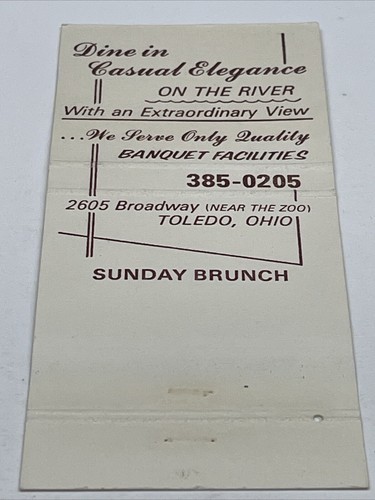 Dine in
Casual Elegance
ON THE RIVER
With an Extraordinary View
...We Serve Only Quality
BANQUET FACILITIES
385-0205
2605 Broadway (NEAR THE ZOO)
TOLEDO, OHIO
SUNDAY BRUNCH